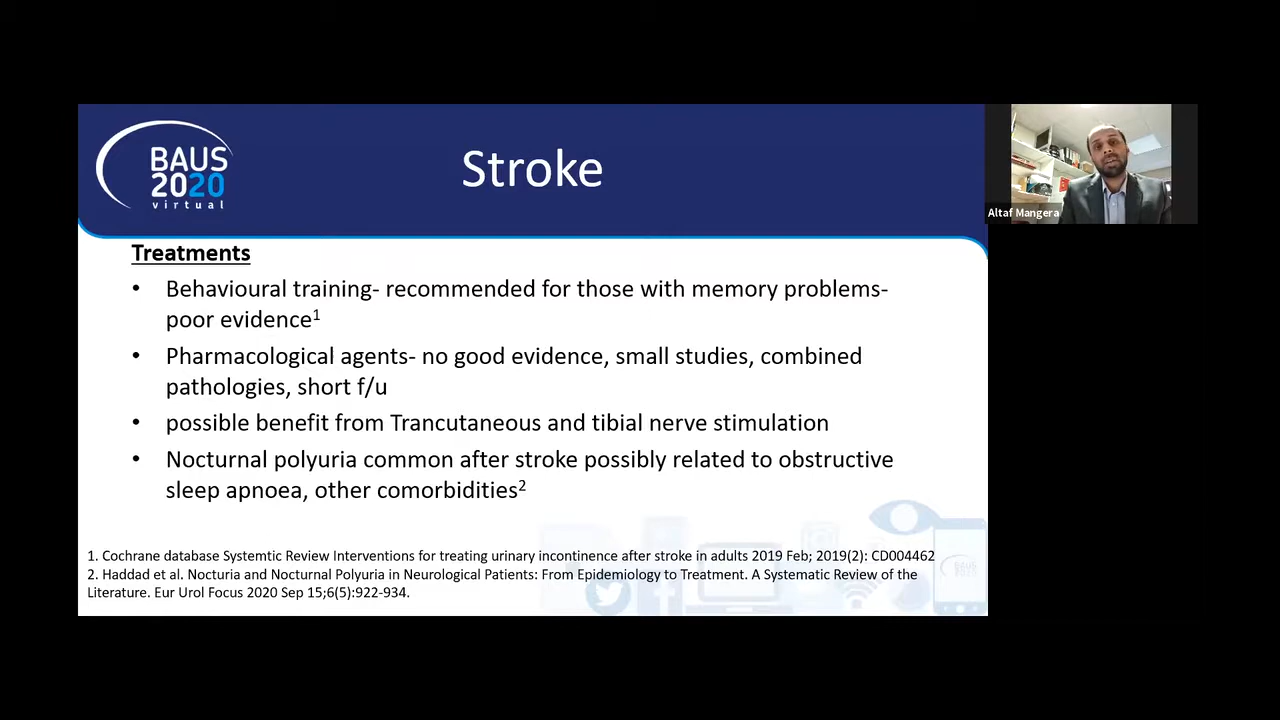 BAUS
2020
virtual
Stroke
Altaf Mangera
Treatments
• Behavioural training- recommended for those with memory problems-
poor evidence1
• Pharmacological agents- no good evidence, small studies, combined
pathologies, short f/u
• possible benefit from Trancutaneous and tibial nerve stimulation
• Nocturnal polyuria common after stroke possibly related to obstructive
sleep apnoea, other comorbidities2
1. Cochrane database Systemtic Review Interventions for treating urinary incontinence after stroke in adults 2019 Feb; 2019(2): CD004462
2. Haddad et al. Nocturia and Nocturnal Polyuria in Neurological Patients: From Epidemiology to Treatment. A Systematic Review of the
Literature. Eur Urol Focus 2020 Sep 15;6(5):922-934.
BAUS
2020